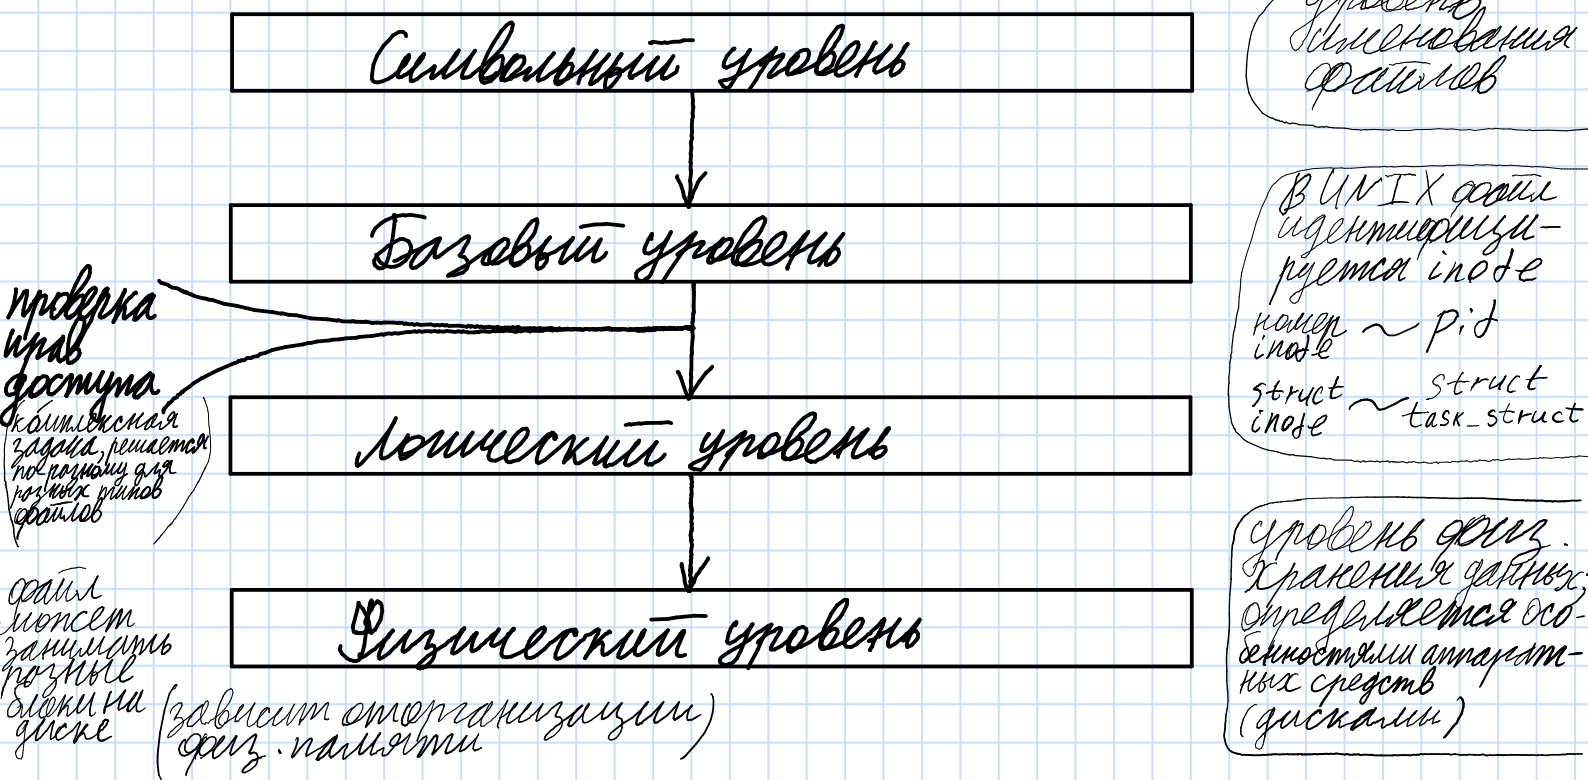 Символьный уровень
уровень
именования
файлов
Базовый уровень
В UNIX файл
идентифици-
руется inode
номер ~ pid
inode
struct ~ struct
inode task_struct
проверка
прав
доступа
(комплексная
задача, решается
по-разному для
разных типов
файлов)
Логический уровень
Физический уровень
уровень физ.
хранения данных;
определяется осо-
бенностями аппарат-
ных средств
(дисками)
файл
может
занимать
разные
блоки на
диске
(зависит от организации
физ. памяти)